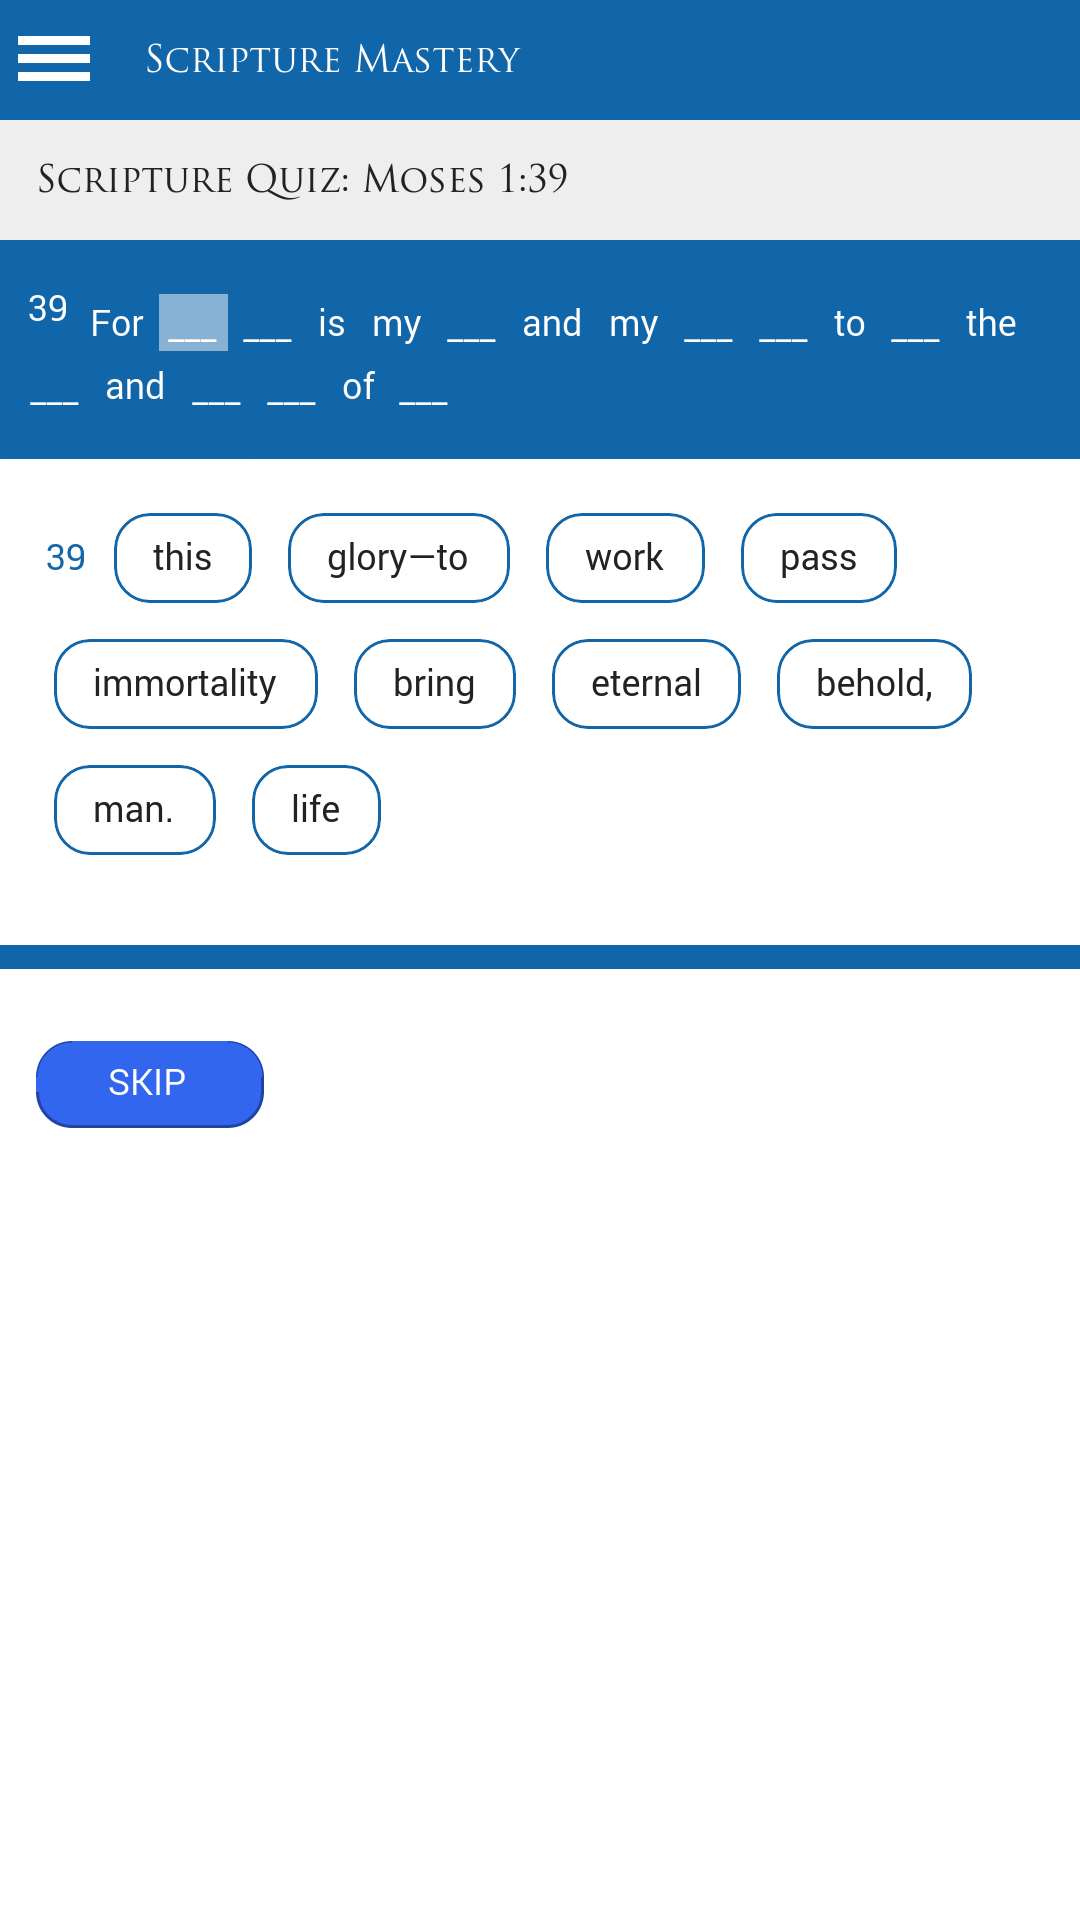 Scripture Mastery
Scripture Quiz: Moses 1:39
39 For ___ ___ is my ___ and my ___ ___ to ___ the
___ and ___ ___ of ___
39 this glory—to work pass
immortality bring eternal behold,
man. life
SKIP